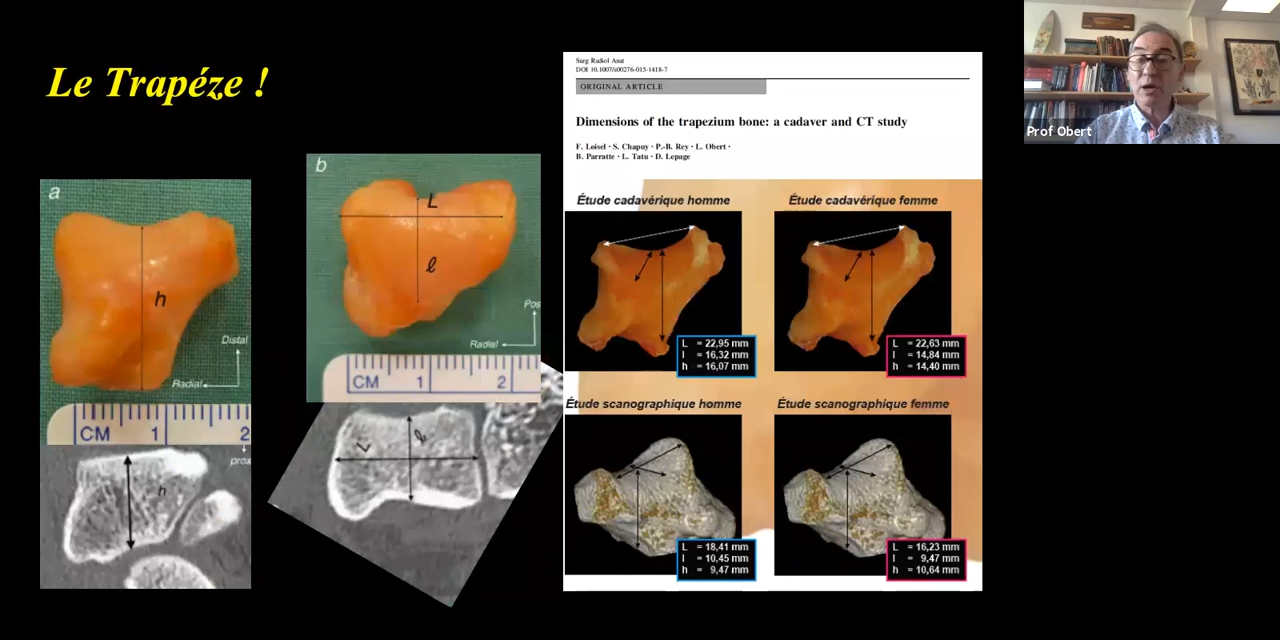 Le Trapéze !
a
h
Distal
Radial
CM 1 2
prox
h
b
L
ℓ
Pos
Radial
CM 1 2
L
ℓ
Surg Radiol Anat
DOI 10.1007/s00276-015-1418-7
ORIGINAL ARTICLE
Dimensions of the trapezium bone: a cadaver and CT study
F. Loisel · S. Chapuy · P.-B. Rey · L. Obert ·
B. Parratte · L. Tatu · D. Lepage
Étude cadavérique homme
L = 22,95 mm
l = 16,32 mm
h = 16,07 mm
Étude cadavérique femme
L = 22,63 mm
l = 14,84 mm
h = 14,40 mm
Étude scanographique homme
L = 18,41 mm
l = 10,45 mm
h = 9,47 mm
Étude scanographique femme
L = 16,23 mm
l = 9,47 mm
h = 10,64 mm
Prof Obert